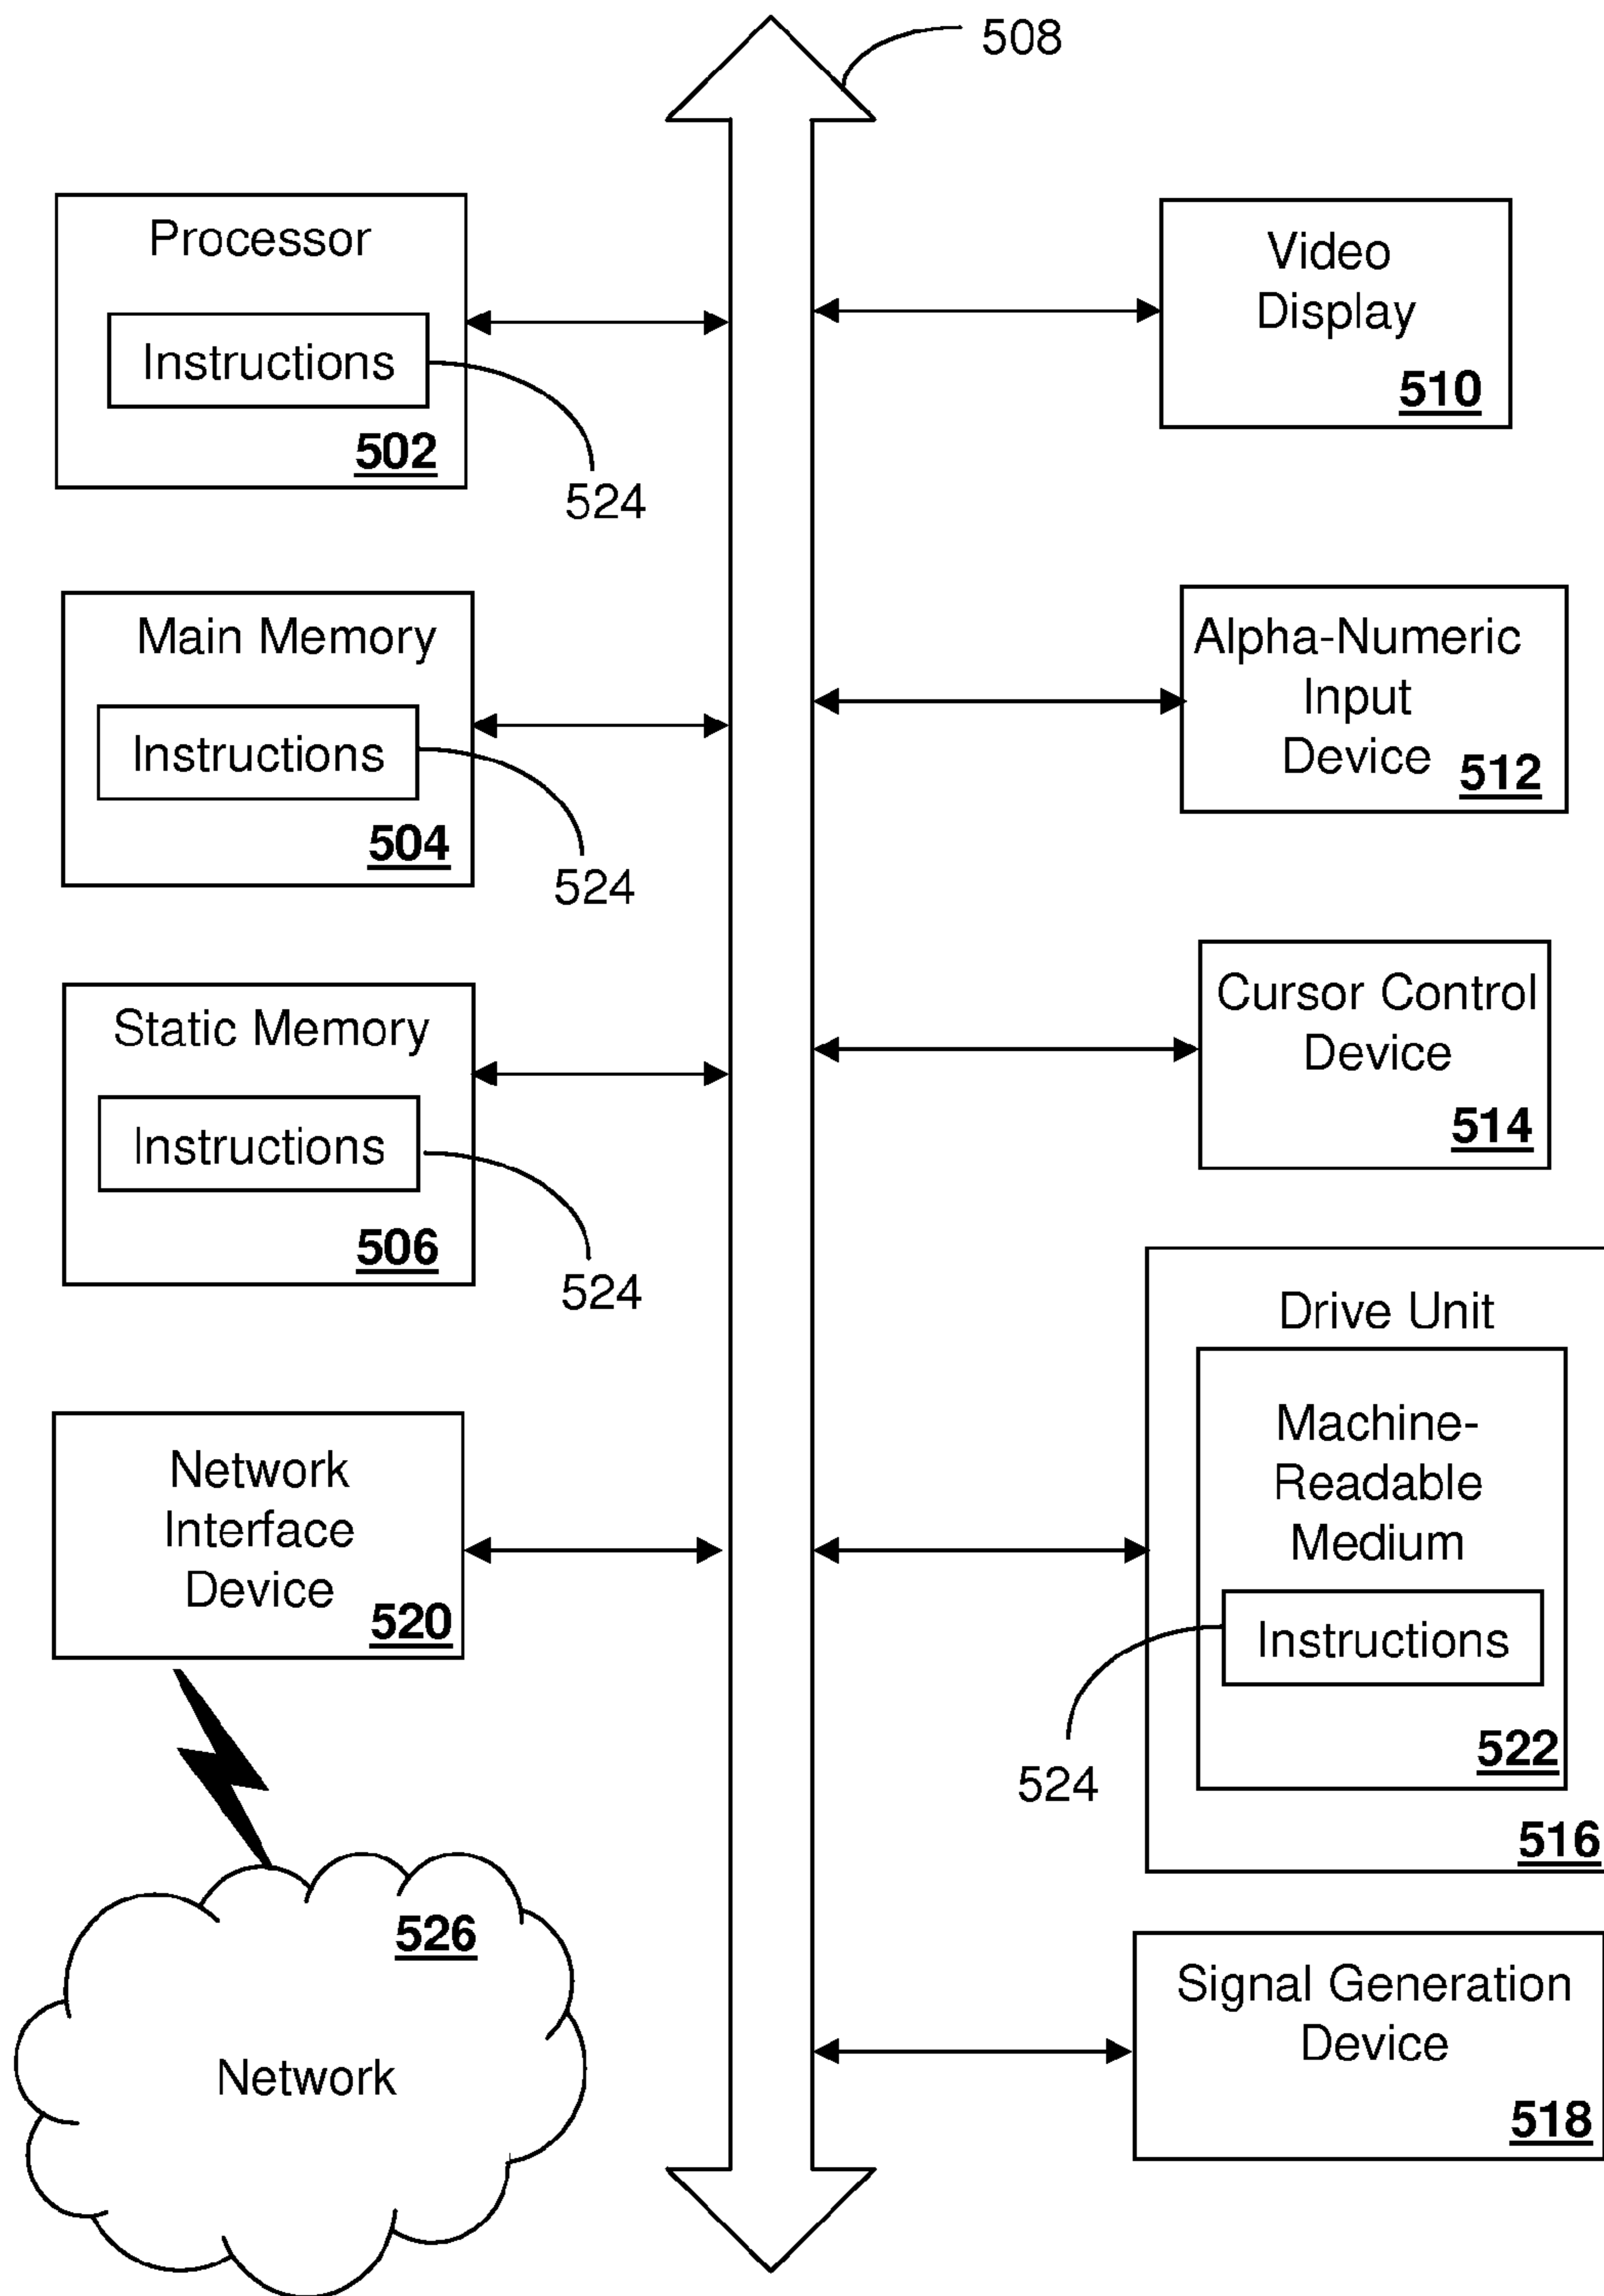 508
Processor
Instructions
502
524
Main Memory
Instructions
504
524
Static Memory
Instructions
506
524
Network
Interface
Device
520
526
Network
Video
Display
510
Alpha-Numeric
Input
Device
512
Cursor Control
Device
514
Drive Unit
Machine-
Readable
Medium
Instructions
522
524
516
Signal Generation
Device
518